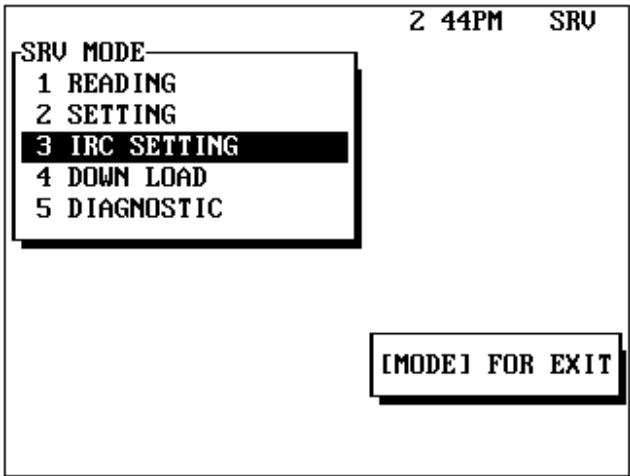 2 44PM SRV
SRV MODE
1 READING
2 SETTING
3 IRC SETTING
4 DOWN LOAD
5 DIAGNOSTIC
[MODE] FOR EXIT